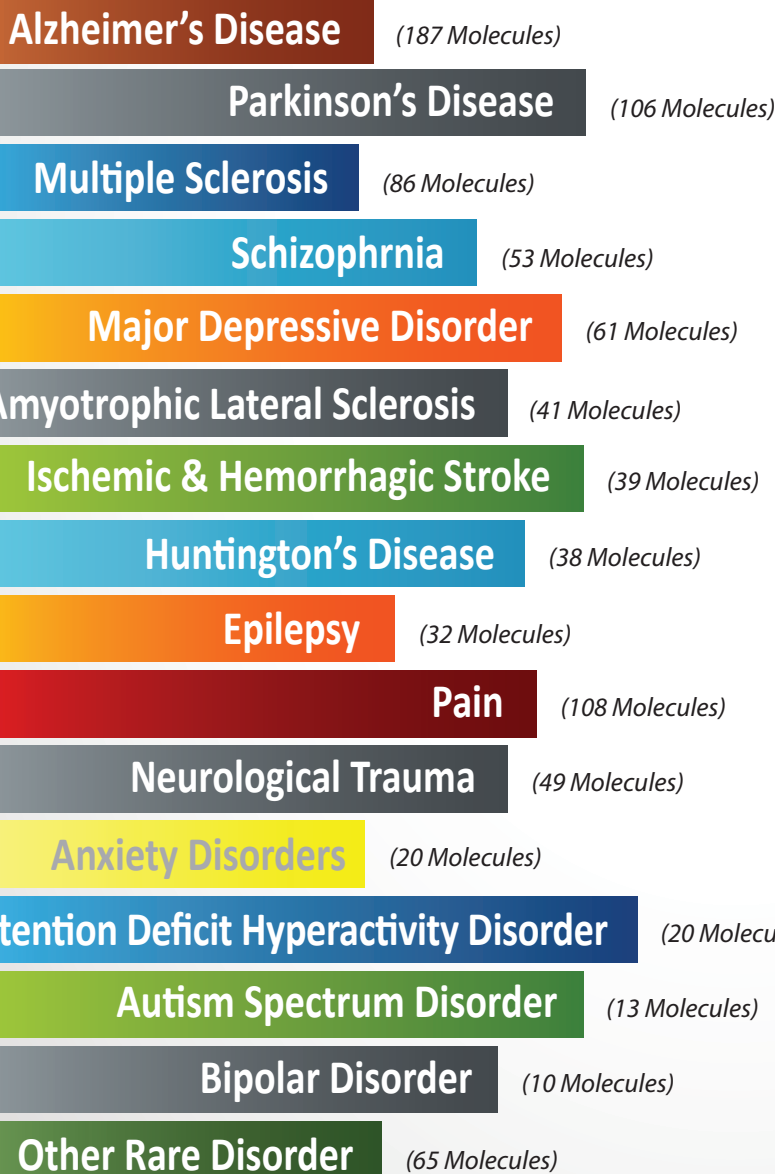 Alzheimer's Disease (187 Molecules)
Parkinson's Disease (106 Molecules)
Multiple Sclerosis (86 Molecules)
Schizophrnia (53 Molecules)
Major Depressive Disorder (61 Molecules)
Amyotrophic Lateral Sclerosis (41 Molecules)
Ischemic & Hemorrhagic Stroke (39 Molecules)
Huntington's Disease (38 Molecules)
Epilepsy (32 Molecules)
Pain (108 Molecules)
Neurological Trauma (49 Molecules)
Anxiety Disorders (20 Molecules)
tention Deficit Hyperactivity Disorder (20 Molecu
Autism Spectrum Disorder (13 Molecules)
Bipolar Disorder (10 Molecules)
Other Rare Disorder (65 Molecules)